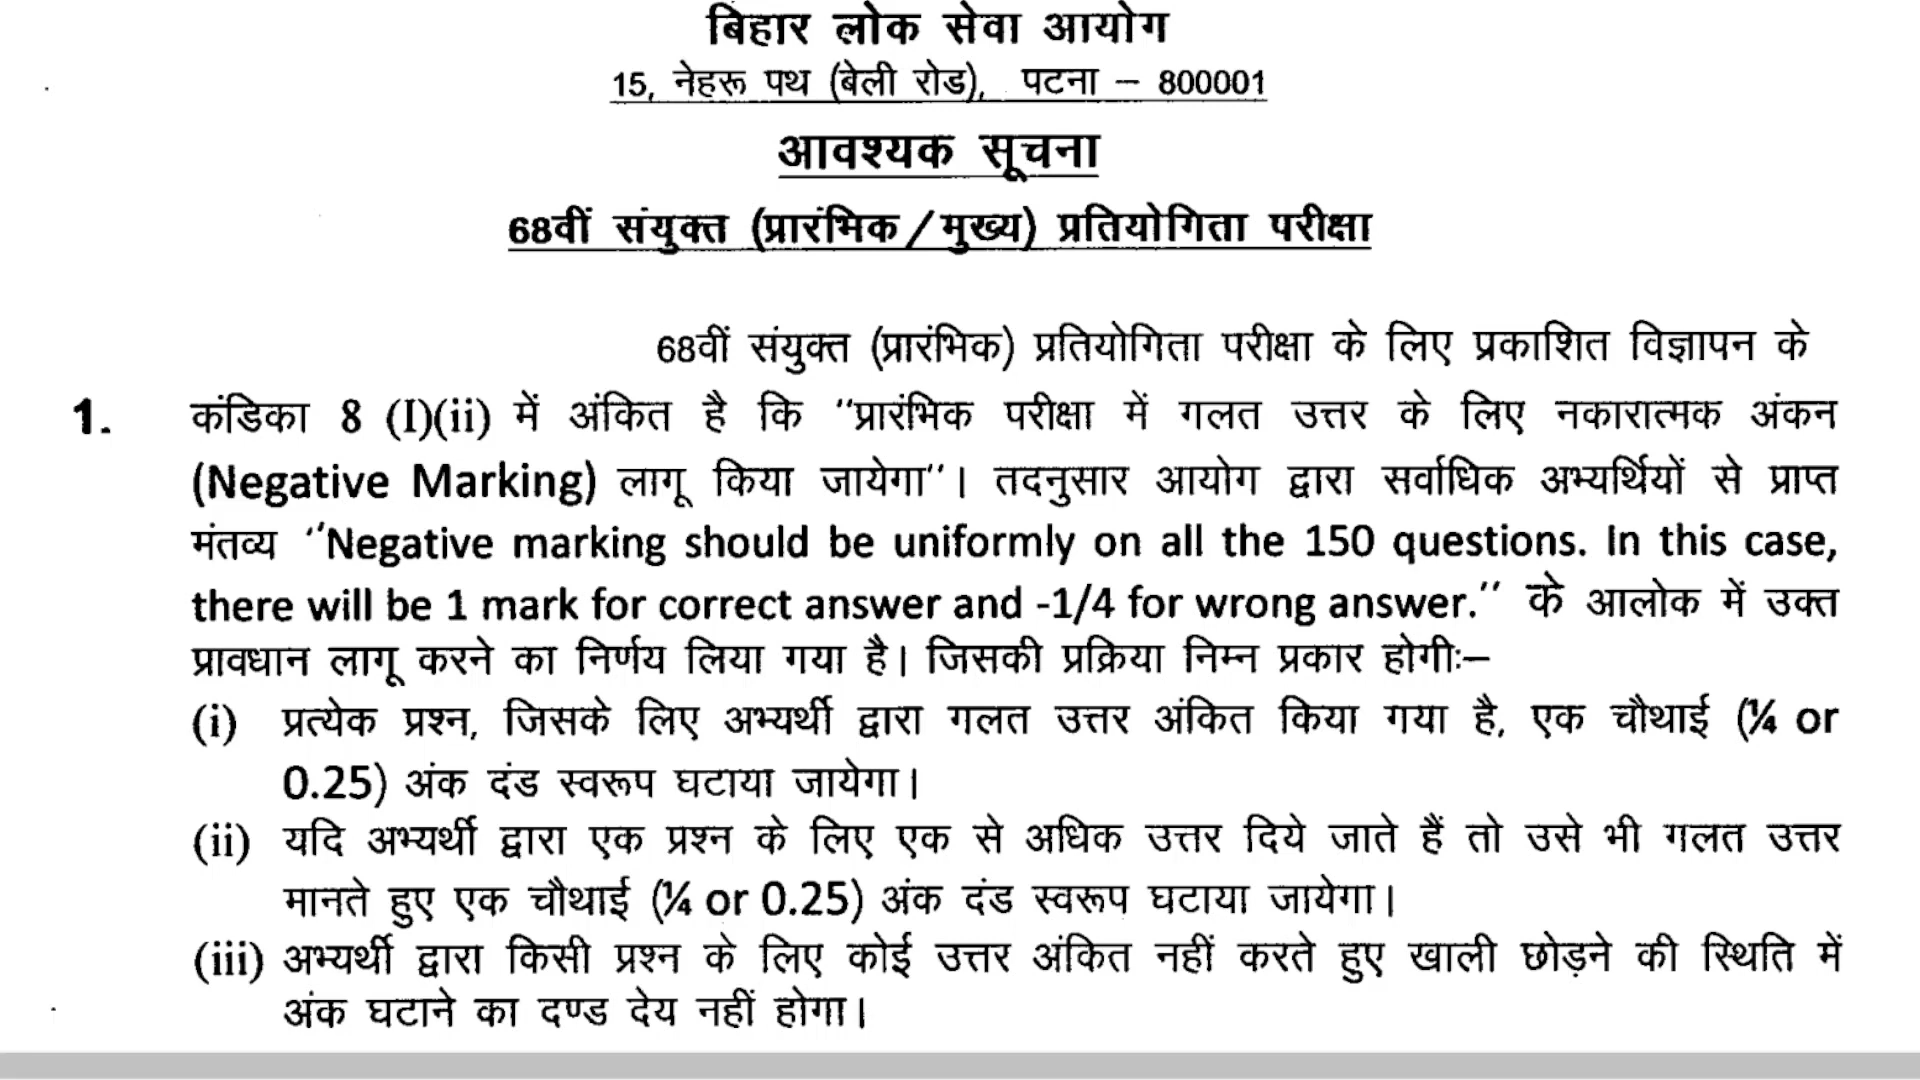 बिहार लोक सेवा आयोग
15, नेहरू पथ (बेली रोड), पटना – 800001
आवश्यक सूचना
68वीं संयुक्त (प्रारंभिक/मुख्य) प्रतियोगिता परीक्षा
68वीं संयुक्त (प्रारंभिक) प्रतियोगिता परीक्षा के लिए प्रकाशित विज्ञापन के
1. कंडिका 8 (I)(ii) में अंकित है कि ''प्रारंभिक परीक्षा में गलत उत्तर के लिए नकारात्मक अंकन
(Negative Marking) लागू किया जायेगा''। तदनुसार आयोग द्वारा सर्वाधिक अभ्यर्थियों से प्राप्त
मंतव्य ''Negative marking should be uniformly on all the 150 questions. In this case,
there will be 1 mark for correct answer and -1/4 for wrong answer.'' के आलोक में उक्त
प्रावधान लागू करने का निर्णय लिया गया है। जिसकी प्रक्रिया निम्न प्रकार होगीः–
(i) प्रत्येक प्रश्न, जिसके लिए अभ्यर्थी द्वारा गलत उत्तर अंकित किया गया है, एक चौथाई (¼ or
0.25) अंक दंड स्वरूप घटाया जायेगा।
(ii) यदि अभ्यर्थी द्वारा एक प्रश्न के लिए एक से अधिक उत्तर दिये जाते हैं तो उसे भी गलत उत्तर
मानते हुए एक चौथाई (¼ or 0.25) अंक दंड स्वरूप घटाया जायेगा।
(iii) अभ्यर्थी द्वारा किसी प्रश्न के लिए कोई उत्तर अंकित नहीं करते हुए खाली छोड़ने की स्थिति में
अंक घटाने का दण्ड देय नहीं होगा।